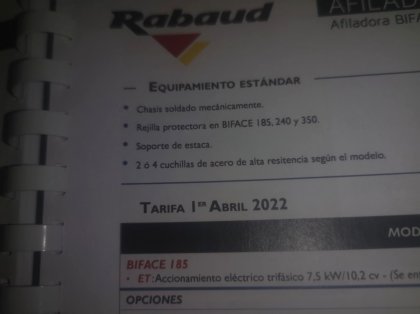 Rabaud
AFILAD
Afiladora BIFA
— EQUIPAMIENTO ESTÁNDAR
• Chasis soldado mecánicamente.
• Rejilla protectora en BIFACE 185, 240 y 350.
• Soporte de estaca.
• 2 ó 4 cuchillas de acero de alta resitencia según el modelo.
TARIFA 1ER ABRIL 2022
MOD
BIFACE 185
• ET: Accionamiento eléctrico trifásico 7,5 kW/10,2 cv - (Se en
OPCIONES